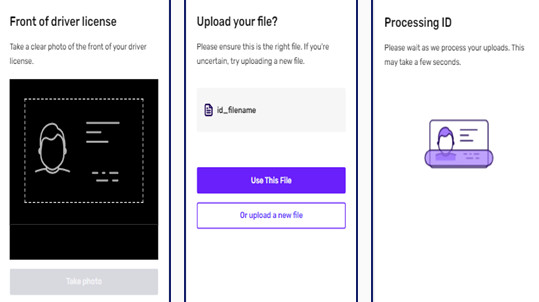 Front of driver license
Take a clear photo of the front of your driver
license.
Take photo
Upload your file?
Please ensure this is the right file. If you're
uncertain, try uploading a new file.
id_filename
Use This File
Or upload a new file
Processing ID
Please wait as we process your uploads. This
may take a few seconds.